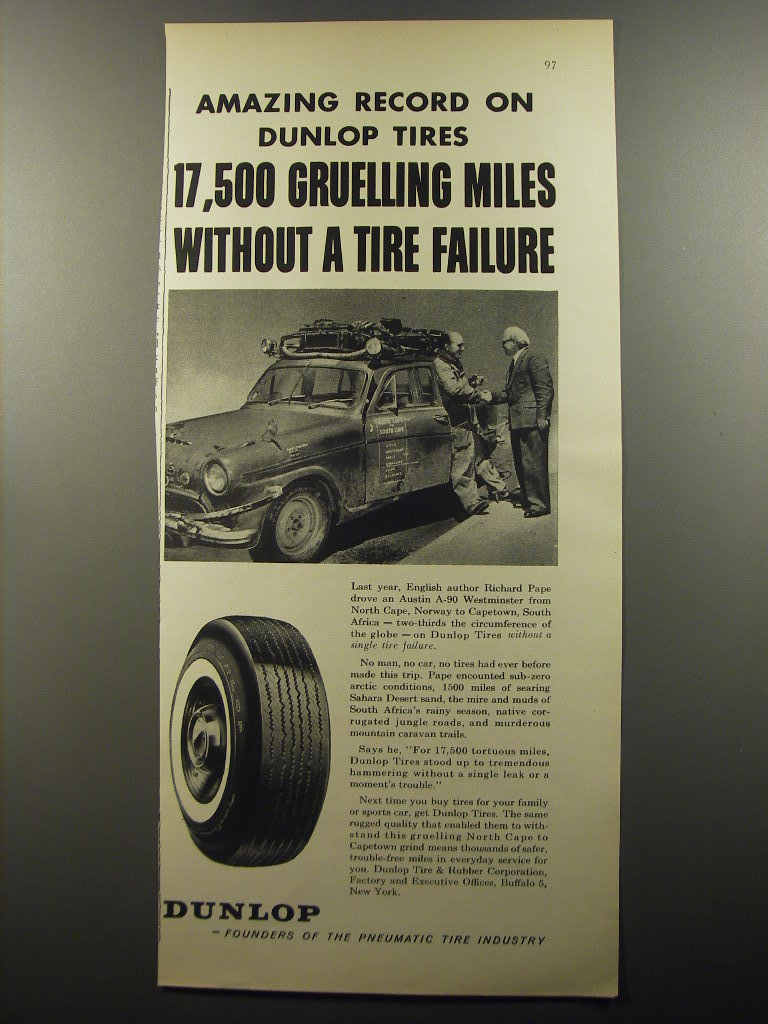 97
AMAZING RECORD ON
DUNLOP TIRES
17,500 GRUELLING MILES
WITHOUT A TIRE FAILURE
SOUTH CAPE
Last year, English author Richard Pape
drove an Austin A-90 Westminster from
North Cape, Norway to Capetown, South
Africa — two-thirds the circumference of
the globe — on Dunlop Tires without a
single tire failure.
No man, no car, no tires had ever before
made this trip. Pape encountered sub-zero
arctic conditions, 1500 miles of searing
Sahara Desert sand, the mire and muds of
South Africa's rainy season, native cor-
rugated jungle roads, and murderous
mountain caravan trails.
Says he, "For 17,500 tortuous miles,
Dunlop Tires stood up to tremendous
hammering without a single leak or a
moment's trouble."
Next time you buy tires for your family
or sports car, get Dunlop Tires. The same
rugged quality that enabled them to with-
stand this gruelling North Cape to
Capetown grind means thousands of safer,
trouble-free miles in everyday service for
you. Dunlop Tire & Rubber Corporation,
Factory and Executive Offices, Buffalo 5,
New York.
DUNLOP
DUNLOP
— FOUNDERS OF THE PNEUMATIC TIRE INDUSTRY